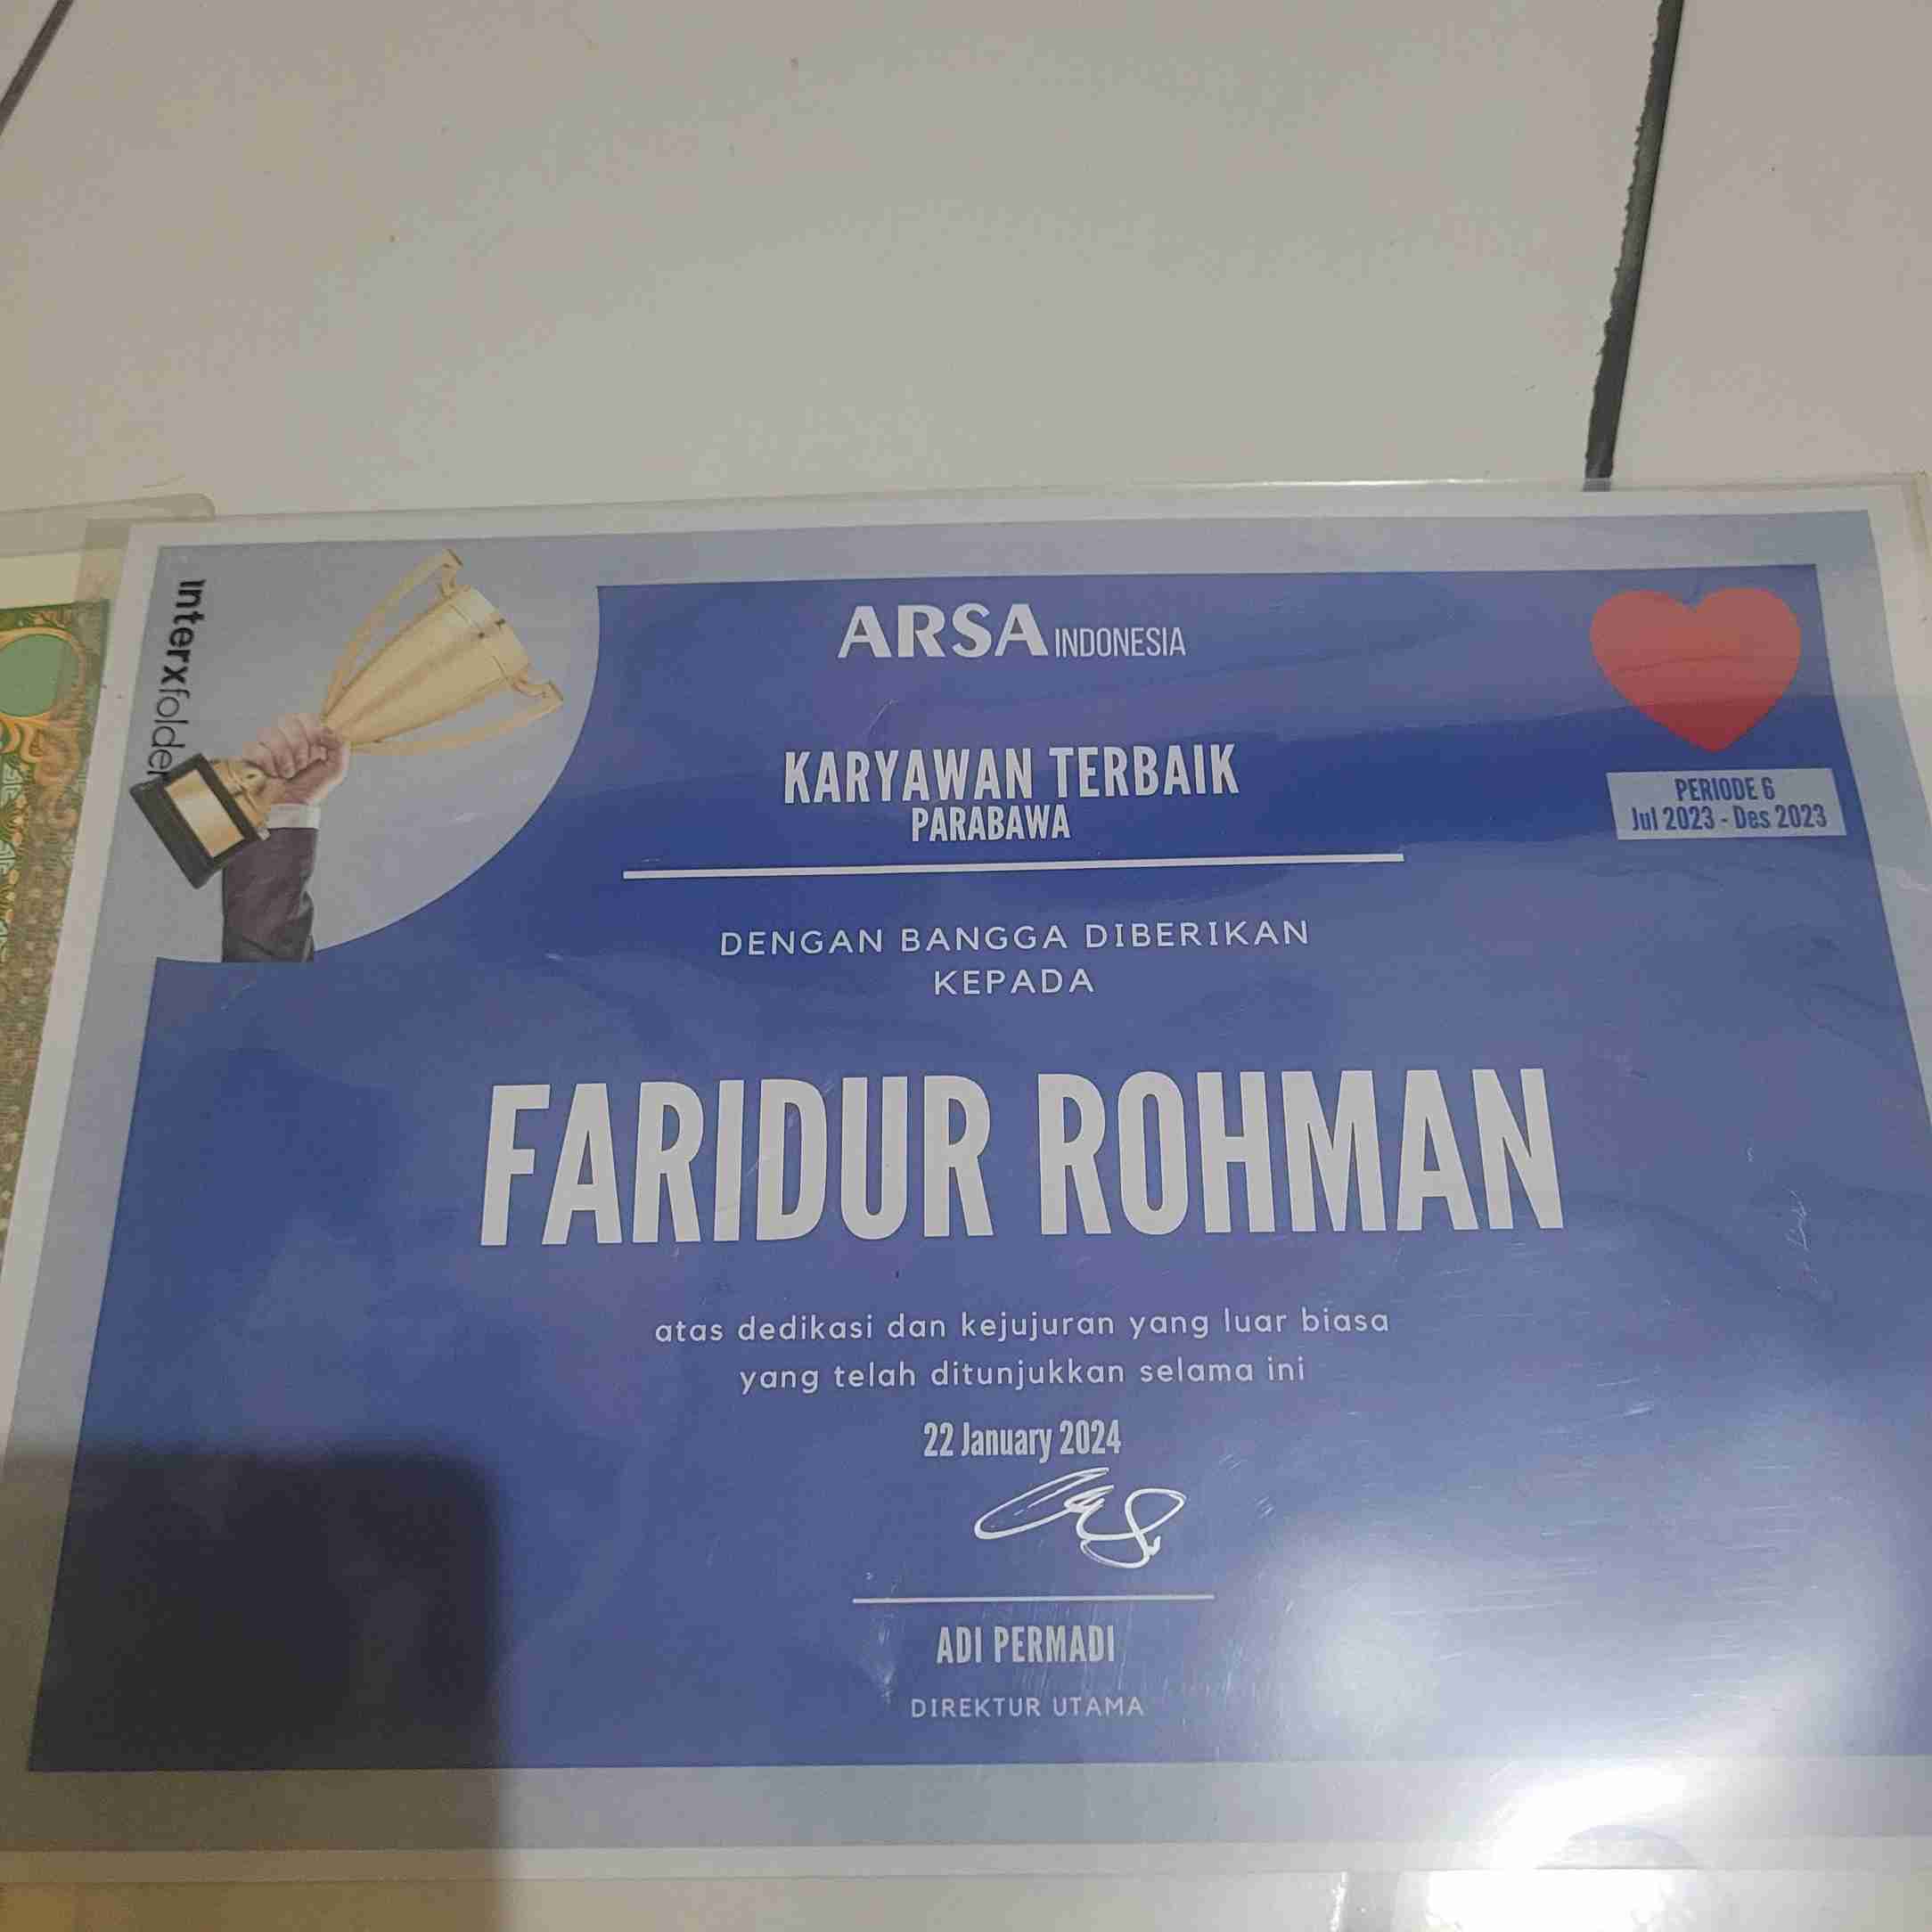 Interxfolder
ARSA INDONESIA
KARYAWAN TERBAIK
PARABAWA
PERIODE 6
Jul 2023 - Des 2023
DENGAN BANGGA DIBERIKAN
KEPADA
FARIDUR ROHMAN
atas dedikasi dan kejujuran yang luar biasa
yang telah ditunjukkan selama ini
22 January 2024
ADI PERMADI
DIREKTUR UTAMA